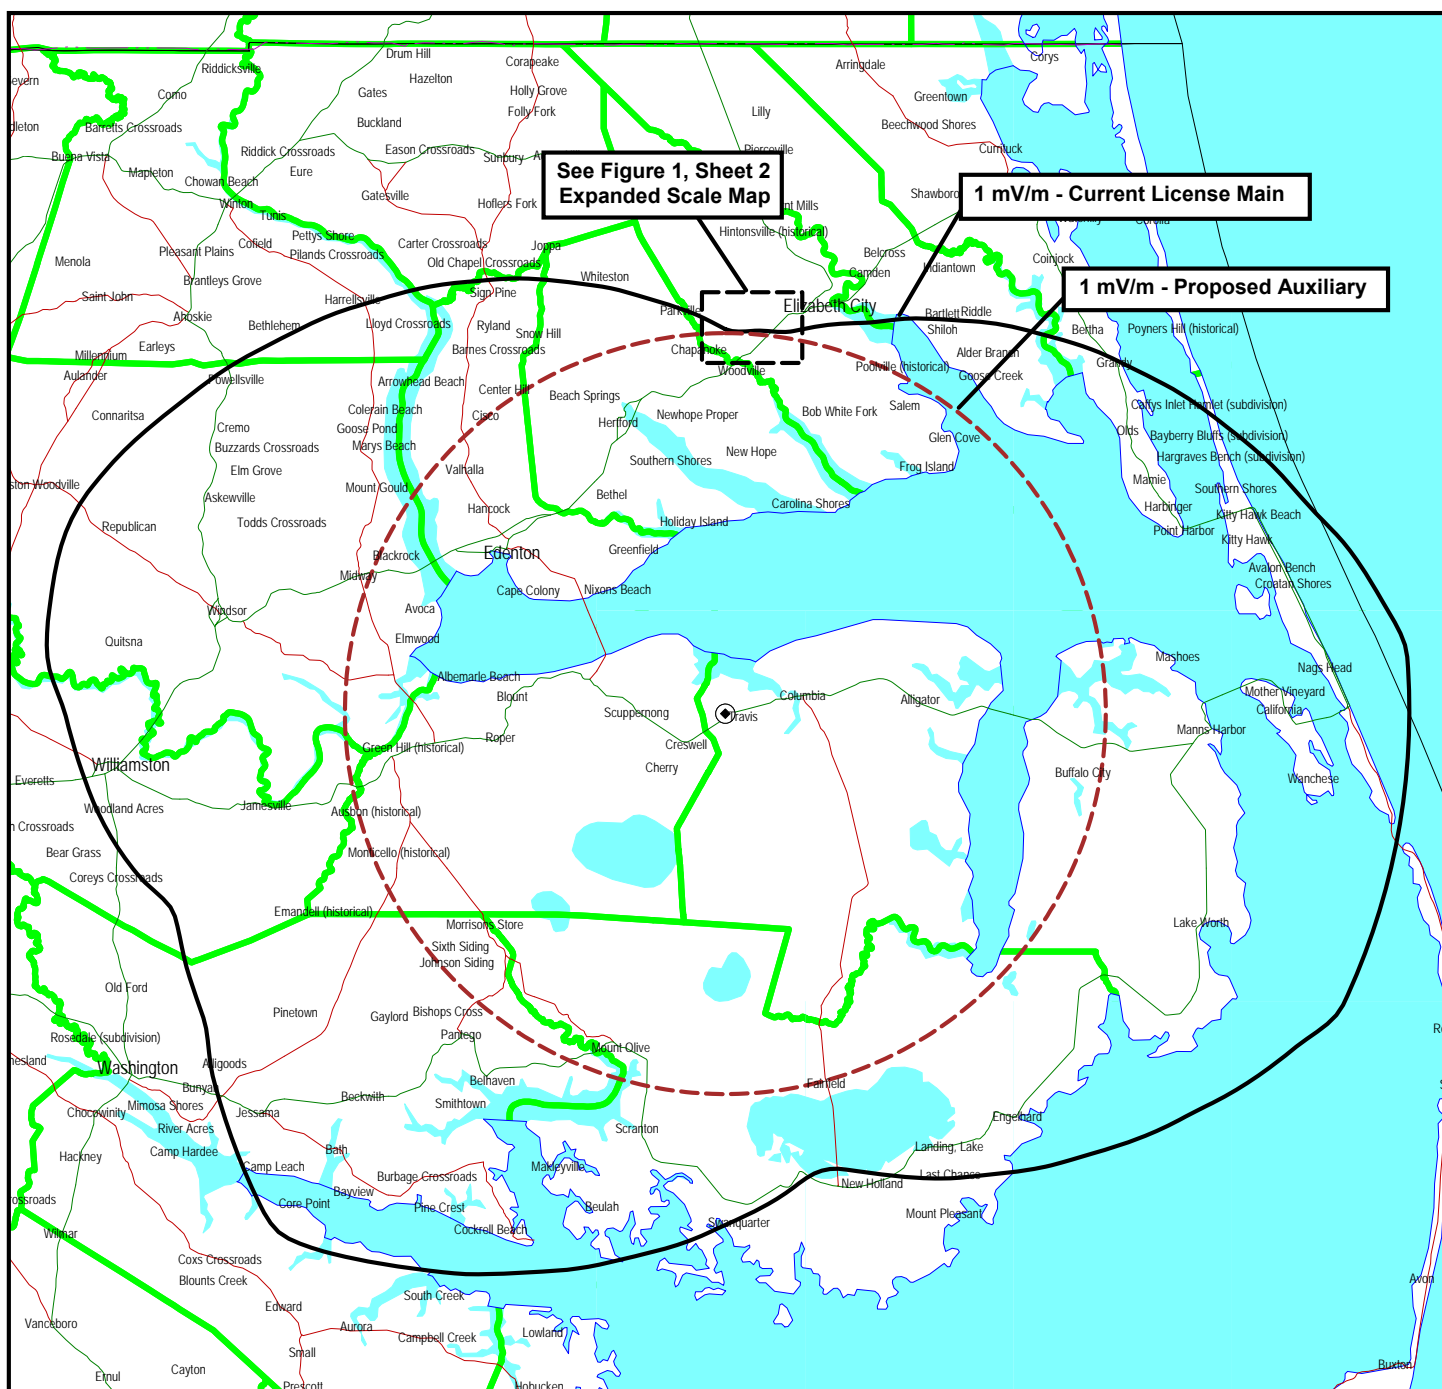 Corys
Drum Hill
Riddicksville
Corapeake
Arringdale
Hazelton
Como
Gates
Holly Grove
Greentown
Folly Fork
Lilly
Buckland
Barretts Crossroads
Beechwood Shores
Riddick Crossroads
Eason Crossroads
Sunbury
Currituck
Buena Vista
Mapleton
Eure
See Figure 1, Sheet 2
Expanded Scale Map
1 mV/m - Current License Main
Chowan Beach
Gatesville
Winton
Hoflers Fork
Tunis
Hintonsville (historical)
Pettys Shore
Cofield
Carter Crossroads
Joppa
Pleasant Plains
Pilands Crossroads
Belcross
Menola
Old Chapel Crossroads
Indiantown
Coinjock
Whiteston
Camden
Brantleys Grove
1 mV/m - Proposed Auxiliary
Saint John
Harrellsville
Sign Pine
Elizabeth City
Parkville
Ahoskie
Bethlehem
Lloyd Crossroads
Ryland
Snow Hill
Bartlett
Riddle
Shiloh
Bertha
Poyners Hill (historical)
Earleys
Millennium
Barnes Crossroads
Chapanoke
Alder Branch
Grandy
Aulander
Powellsville
Arrowhead Beach
Woodville
Poolville (historical)
Goose Creek
Center Hill
Beach Springs
Connaritsa
Colerain Beach
Cisco
Newhope Proper
Bob White Fork
Salem
Caffys Inlet Hamlet (subdivision)
Cremo
Goose Pond
Hertford
Olds
Bayberry Bluffs (subdivision)
Buzzards Crossroads
Marys Beach
New Hope
Glen Cove
Hargraves Bench (subdivision)
Elm Grove
Valhalla
Southern Shores
Frog Island
Mamie
Askewville
Mount Gould
Bethel
Southern Shores
Hancock
Carolina Shores
Harbinger
Kitty Hawk Beach
Republican
Todds Crossroads
Holiday Island
Point Harbor
Kitty Hawk
Blackrock
Edenton
Greenfield
Avalon Bench
Midway
Cape Colony
Nixons Beach
Croatan Shores
Windsor
Avoca
Quitsna
Elmwood
Mashoes
Nags Head
Albemarle Beach
Blount
Columbia
Alligator
Mother Vineyard
California
Scuppernong
Travis
Manns Harbor
Roper
Creswell
Green Hill (historical)
Williamston
Cherry
Buffalo City
Everetts
Wanchese
Woodland Acres
Jamesville
Ausbon (historical)
Bear Grass
Monticello (historical)
Coreys Crossroads
Emandell (historical)
Morrisons Store
Lake Worth
Sixth Siding
Johnson Siding
Old Ford
Pinetown
Gaylord
Bishops Cross
Pantego
Rosedale (subdivision)
Mount Olive
Washington
Alligoods
Bunyan
Belhaven
Fairfield
Beckwith
Smithtown
Mimosa Shores
Chocowinity
Jessama
Engelhard
River Acres
Scranton
Hackney
Camp Hardee
Bath
Landing, Lake
Camp Leach
Makleyville
Burbage Crossroads
Last Chance
New Holland
Bayview
Core Point
Pine Crest
Beulah
Mount Pleasant
Wilmar
Cockrell Beach
Swanquarter
Coxs Crossroads
Blounts Creek
Avon
South Creek
Edward
Vanceboro
Aurora
Campbell Creek
Lowland
Small
Buxton
Cayton
Ernul
Prescott
Hobucken